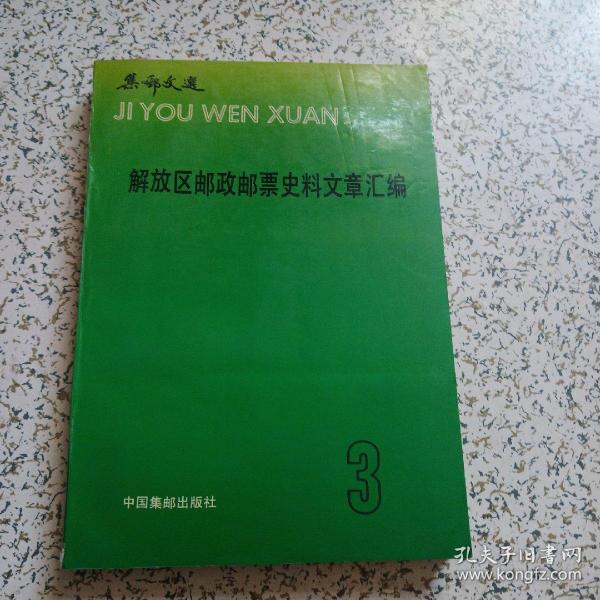 集邮文选
JI YOU WEN XUAN
解放区邮政邮票史料文章汇编
3
中国集邮出版社
孔夫子旧書网
www.kongfz.com